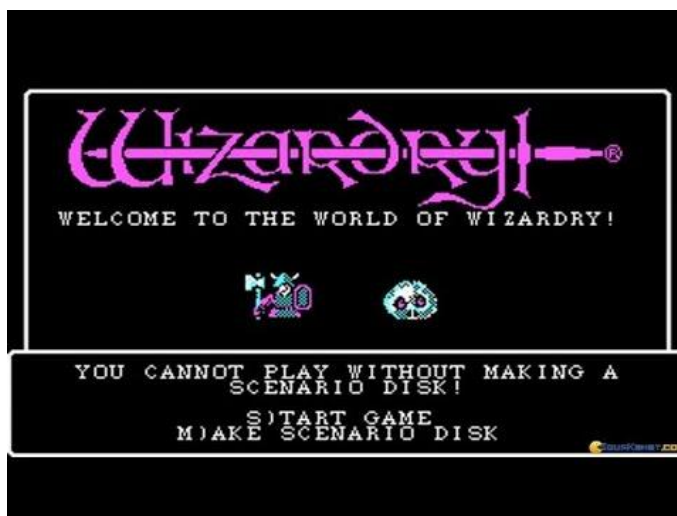 Wizardry ®
WELCOME TO THE WORLD OF WIZARDRY!
YOU CANNOT PLAY WITHOUT MAKING A
SCENARIO DISK!
S)TART GAME
M)AKE SCENARIO DISK